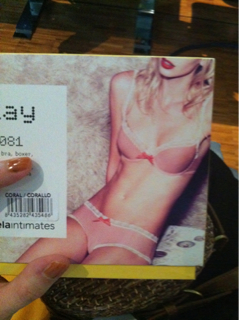 ay
081
bra, boxer,
CORAL / CORALLO
elaintimates